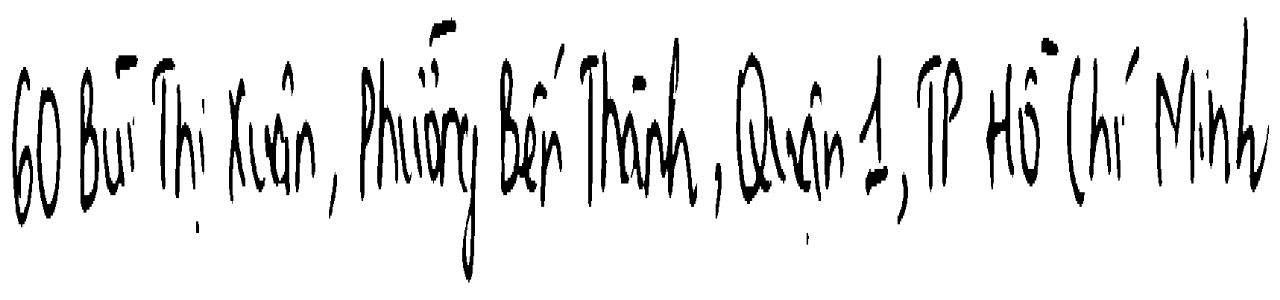 60 Bùi Thị Xuân, Phường Bến Thành, Quận 1, TP Hồ Chí Minh